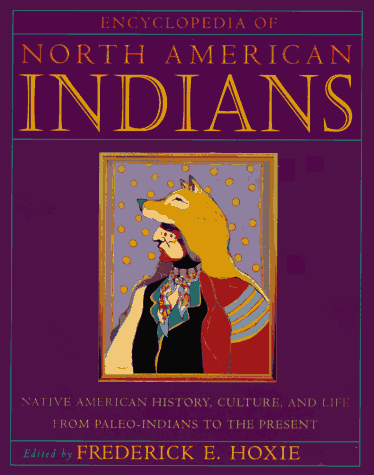 ENCYCLOPEDIA OF
NORTH AMERICAN
INDIANS
NATIVE AMERICAN HISTORY, CULTURE, AND LIFE
FROM PALEO-INDIANS TO THE PRESENT
Edited by FREDERICK E. HOXIE